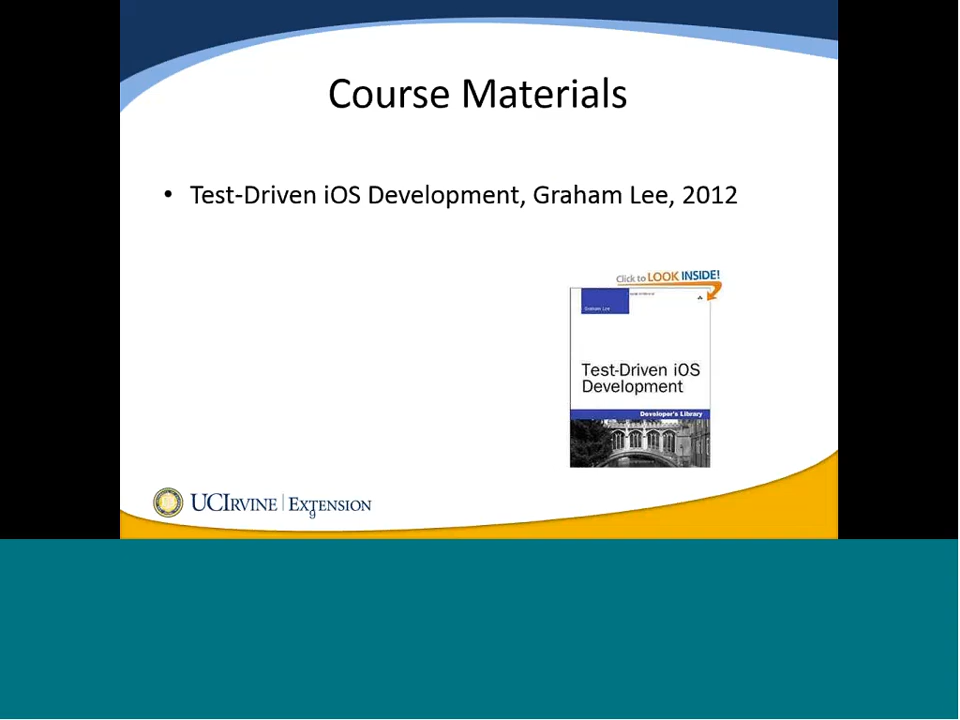 Course Materials
• Test-Driven iOS Development, Graham Lee, 2012
Click to LOOK INSIDE!
Graham Lee
Test-Driven iOS
Development
Developer's Library
UCIRVINE | EXTENSION
9